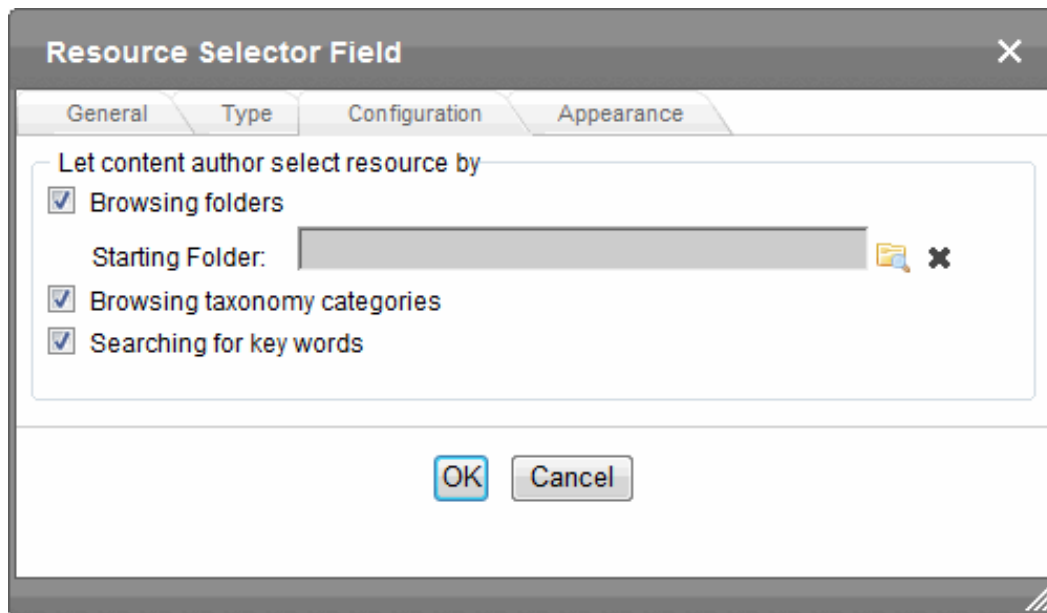 Resource Selector Field
General Type Configuration Appearance
Let content author select resource by
Browsing folders
Starting Folder:
Browsing taxonomy categories
Searching for key words
OK Cancel